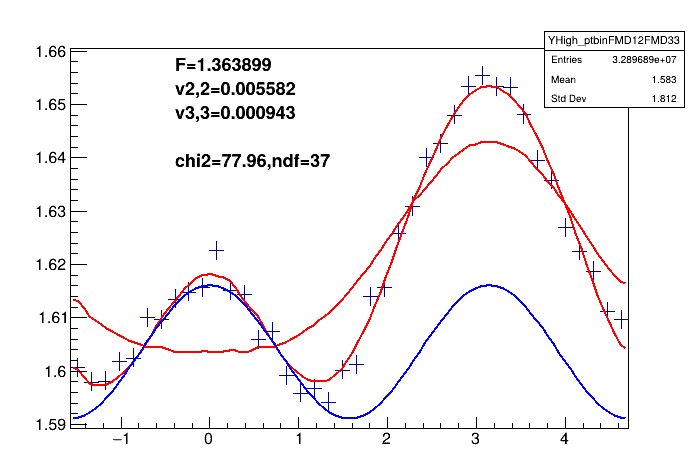 YHigh_ptbinFMD12FMD33
Entries 3.289689e+07
Mean 1.583
Std Dev 1.812
F=1.363899
v2,2=0.005582
v3,3=0.000943
chi2=77.96,ndf=37
1.66
1.65
1.64
1.63
1.62
1.61
1.6
1.59
−1 0 1 2 3 4